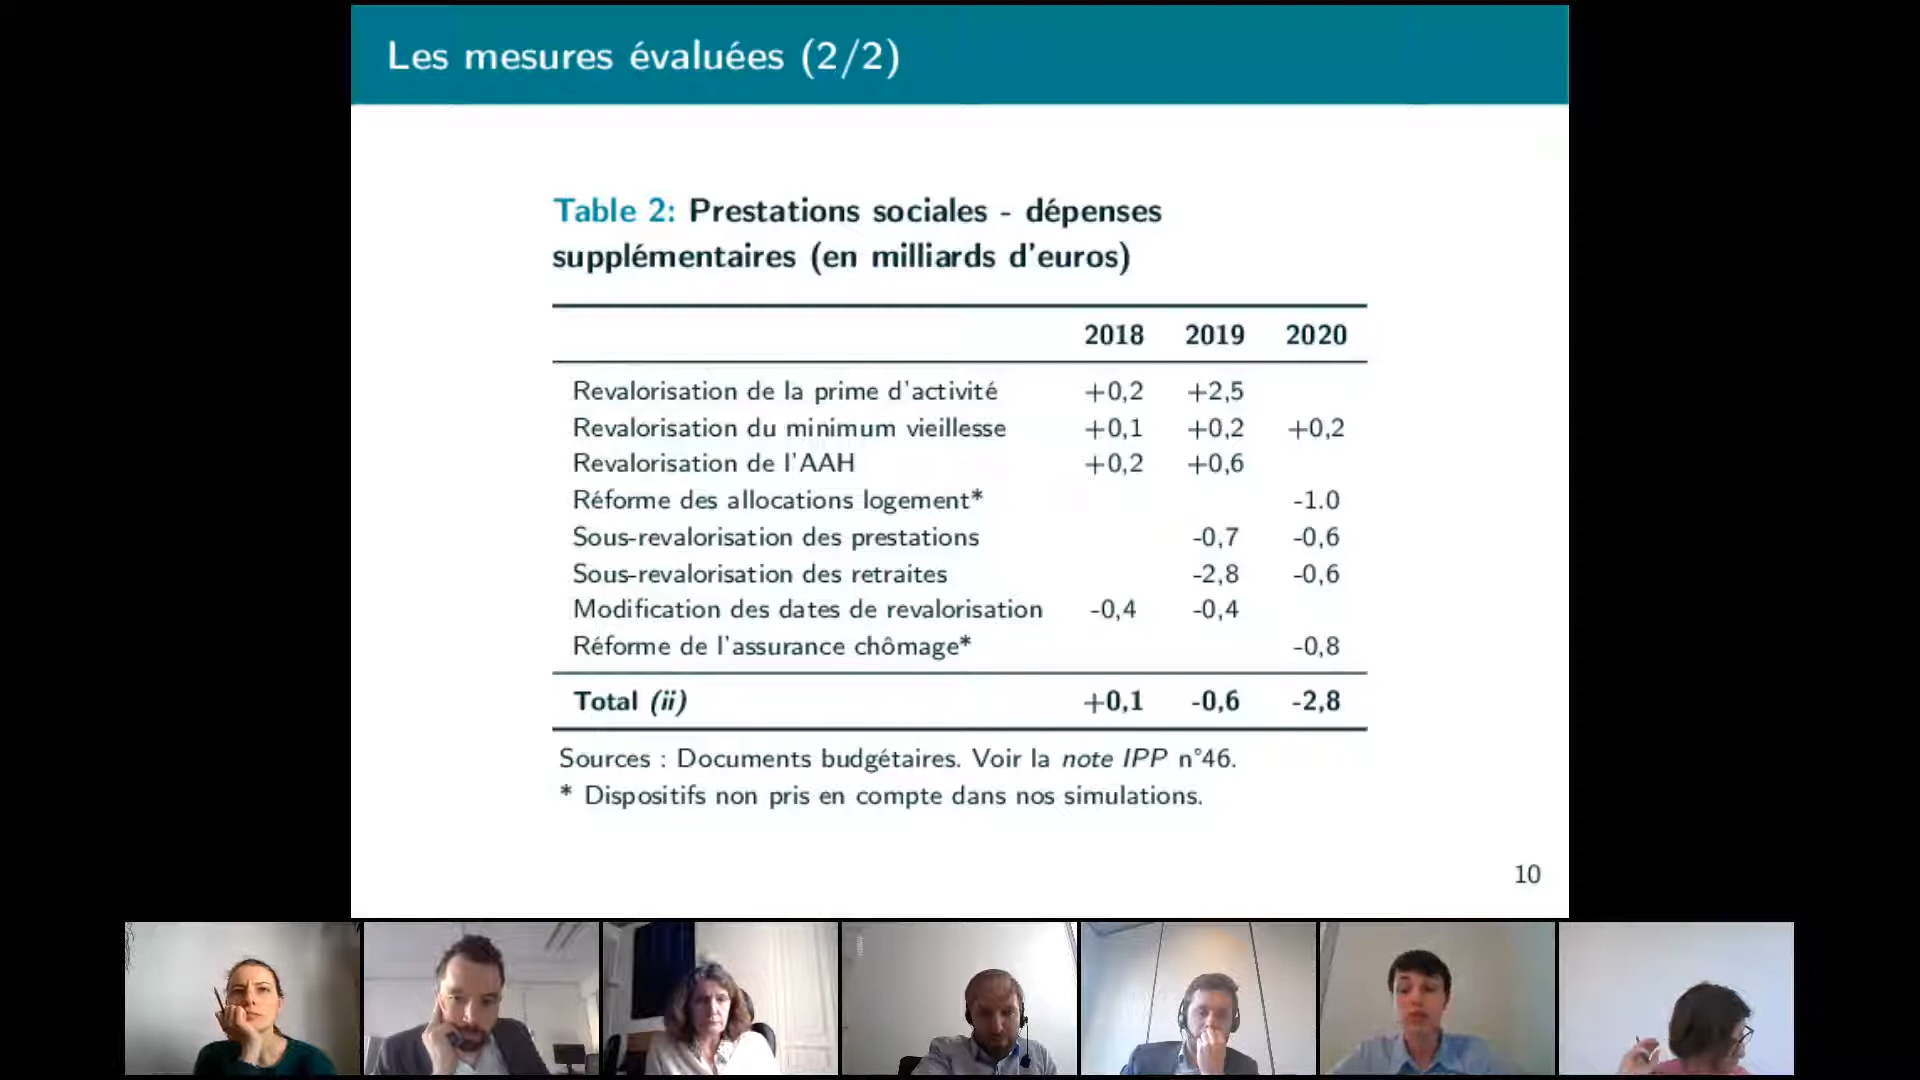 Les mesures évaluées (2/2)
Table 2: Prestations sociales - dépenses
supplémentaires (en milliards d'euros)
2018 2019 2020
Revalorisation de la prime d'activité +0,2 +2,5
Revalorisation du minimum vieillesse +0,1 +0,2 +0,2
Revalorisation de l'AAH +0,2 +0,6
Réforme des allocations logement* -1.0
Sous-revalorisation des prestations -0,7 -0,6
Sous-revalorisation des retraites -2,8 -0,6
Modification des dates de revalorisation -0,4 -0,4
Réforme de l'assurance chômage* -0,8
Total (ii) +0,1 -0,6 -2,8
Sources : Documents budgétaires. Voir la note IPP n°46.
* Dispositifs non pris en compte dans nos simulations.
10